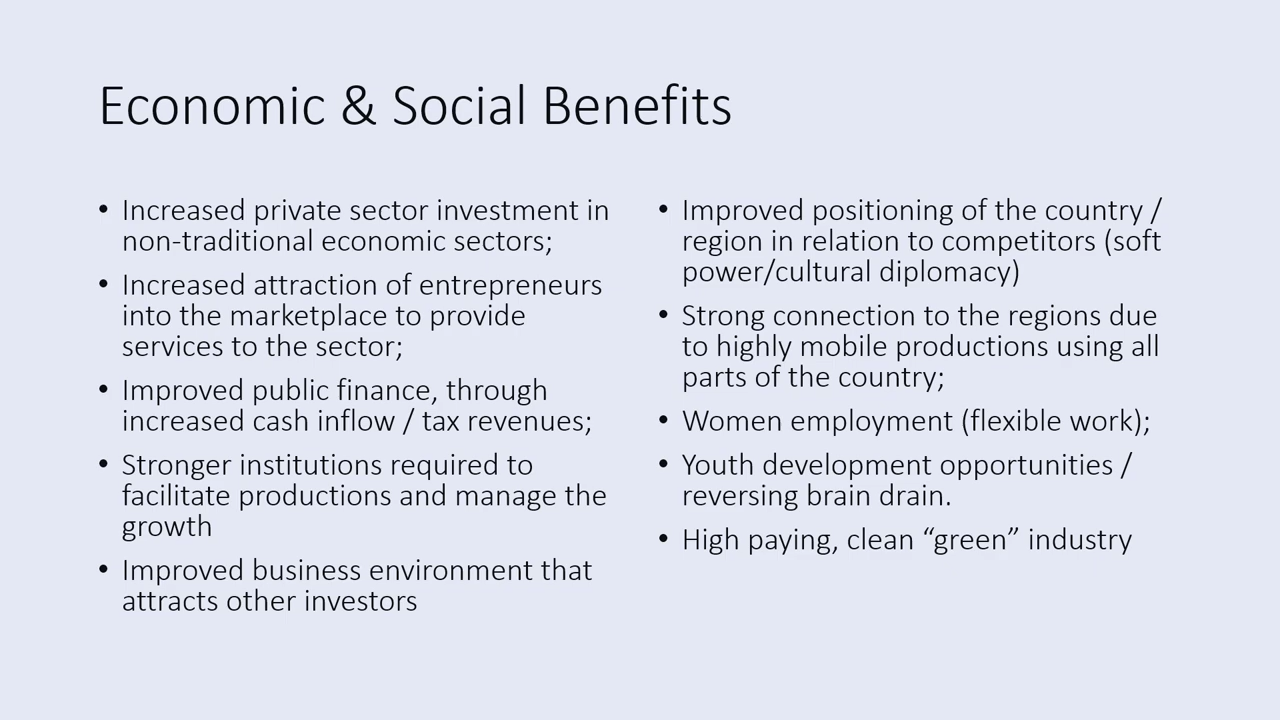 Economic & Social Benefits
• Increased private sector investment in
non-traditional economic sectors;
• Increased attraction of entrepreneurs
into the marketplace to provide
services to the sector;
• Improved public finance, through
increased cash inflow / tax revenues;
• Stronger institutions required to
facilitate productions and manage the
growth
• Improved business environment that
attracts other investors
• Improved positioning of the country /
region in relation to competitors (soft
power/cultural diplomacy)
• Strong connection to the regions due
to highly mobile productions using all
parts of the country;
• Women employment (flexible work);
• Youth development opportunities /
reversing brain drain.
• High paying, clean “green” industry